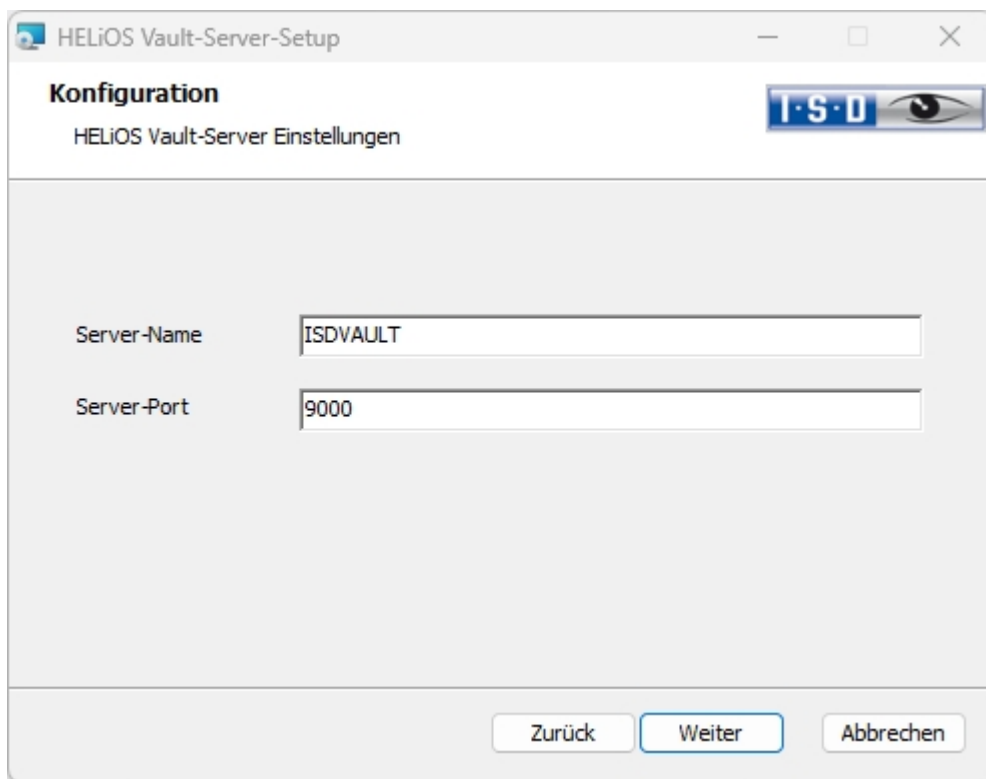 HELiOS Vault-Server-Setup
Konfiguration
HELiOS Vault-Server Einstellungen
I·S·D
Server-Name
ISDVAULT
Server-Port
9000
Zurück
Weiter
Abbrechen